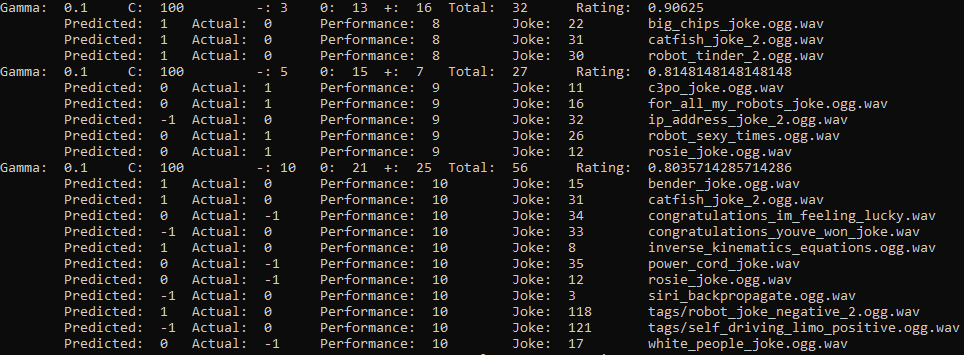 Gamma: 0.1 C: 100 -: 3 0: 13 +: 16 Total: 32 Rating: 0.90625
Predicted: 1 Actual: 0 Performance: 8 Joke: 22 big_chips_joke.ogg.wav
Predicted: 1 Actual: 0 Performance: 8 Joke: 31 catfish_joke_2.ogg.wav
Predicted: 1 Actual: 0 Performance: 8 Joke: 30 robot_tinder_2.ogg.wav
Gamma: 0.1 C: 100 -: 5 0: 15 +: 7 Total: 27 Rating: 0.8148148148148148
Predicted: 0 Actual: 1 Performance: 9 Joke: 11 c3po_joke.ogg.wav
Predicted: 0 Actual: 1 Performance: 9 Joke: 16 for_all_my_robots_joke.ogg.wav
Predicted: -1 Actual: 0 Performance: 9 Joke: 32 ip_address_joke_2.ogg.wav
Predicted: 0 Actual: 1 Performance: 9 Joke: 26 robot_sexy_times.ogg.wav
Predicted: 0 Actual: 1 Performance: 9 Joke: 12 rosie_joke.ogg.wav
Gamma: 0.1 C: 100 -: 10 0: 21 +: 25 Total: 56 Rating: 0.8035714285714286
Predicted: 1 Actual: 0 Performance: 10 Joke: 15 bender_joke.ogg.wav
Predicted: 1 Actual: 0 Performance: 10 Joke: 31 catfish_joke_2.ogg.wav
Predicted: 0 Actual: -1 Performance: 10 Joke: 34 congratulations_im_feeling_lucky.wav
Predicted: -1 Actual: 0 Performance: 10 Joke: 33 congratulations_youve_won_joke.wav
Predicted: 1 Actual: 0 Performance: 10 Joke: 8 inverse_kinematics_equations.ogg.wav
Predicted: 0 Actual: -1 Performance: 10 Joke: 35 power_cord_joke.wav
Predicted: 0 Actual: -1 Performance: 10 Joke: 12 rosie_joke.ogg.wav
Predicted: -1 Actual: 0 Performance: 10 Joke: 3 siri_backpropagate.ogg.wav
Predicted: 1 Actual: 0 Performance: 10 Joke: 118 tags/robot_joke_negative_2.ogg.wav
Predicted: -1 Actual: 0 Performance: 10 Joke: 121 tags/self_driving_limo_positive.ogg.wav
Predicted: 0 Actual: -1 Performance: 10 Joke: 17 white_people_joke.ogg.wav